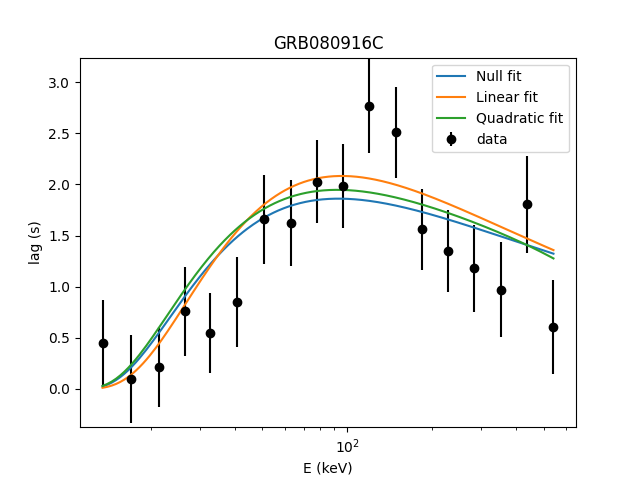 GRB080916C
Null fit
Linear fit
Quadratic fit
data
lag (s)
3.0
2.5
2.0
1.5
1.0
0.5
0.0
10²
E (keV)